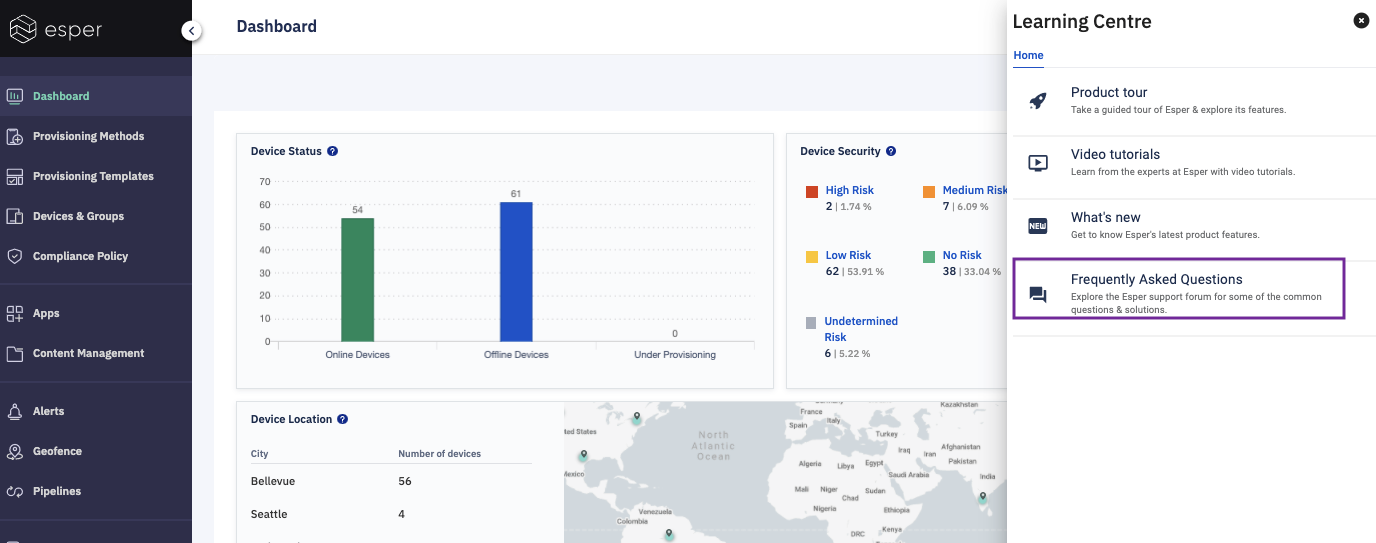 esper
Dashboard
Provisioning Methods
Provisioning Templates
Devices & Groups
Compliance Policy
Apps
Content Management
Alerts
Geofence
Pipelines
Dashboard
Device Status ?
70
60
50
40
30
20
10
0
54
61
0
Online Devices
Offline Devices
Under Provisioning
Device Security ?
High Risk
2 | 1.74 %
Medium Risk
7 | 6.09 %
Low Risk
62 | 53.91 %
No Risk
38 | 33.04 %
Undetermined
Risk
6 | 5.22 %
Device Location ?
City
Number of devices
Bellevue
56
Seattle
4
North
Atlantic
Ocean
Venezuela
Colombia
France
Spain
Italy
Turkey
Kazakhstan
Afghanistan
Pakistan
Iraq
Iran
Algeria
Libya
Egypt
Saudi Arabia
India
Mali
Niger
Chad
Sudan
Nigeria
Ethiopia
Kenya
DRC
Learning Centre
Home
Product tour
Take a guided tour of Esper & explore its features.
Video tutorials
Learn from the experts at Esper with video tutorials.
NEW
What's new
Get to know Esper's latest product features.
Frequently Asked Questions
Explore the Esper support forum for some of the common
questions & solutions.